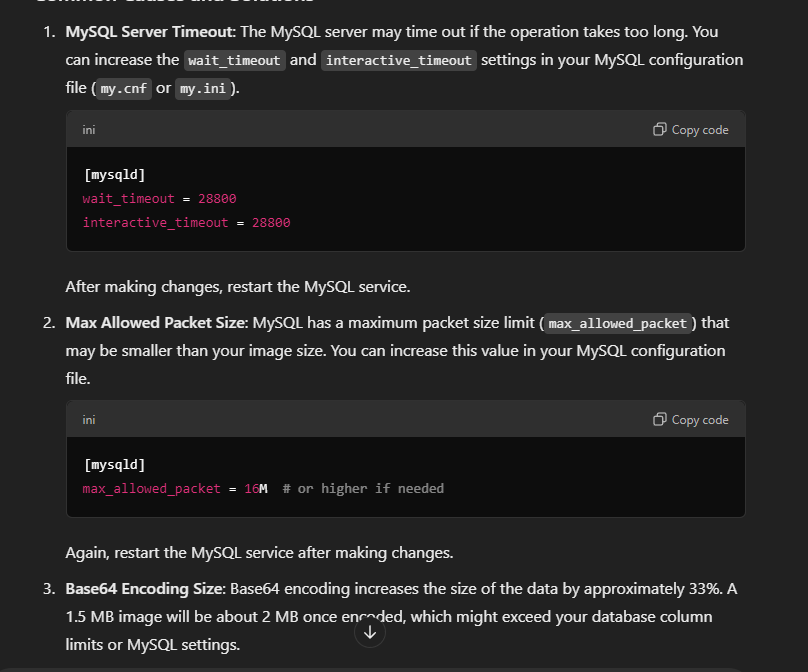 Common Causes and Solutions
1. MySQL Server Timeout: The MySQL server may time out if the operation takes too long. You
can increase the wait_timeout and interactive_timeout settings in your MySQL configuration
file ( my.cnf or my.ini ).
ini Copy code
[mysqld]
wait_timeout = 28800
interactive_timeout = 28800
After making changes, restart the MySQL service.
2. Max Allowed Packet Size: MySQL has a maximum packet size limit ( max_allowed_packet ) that
may be smaller than your image size. You can increase this value in your MySQL configuration
file.
ini Copy code
[mysqld]
max_allowed_packet = 16M # or higher if needed
Again, restart the MySQL service after making changes.
3. Base64 Encoding Size: Base64 encoding increases the size of the data by approximately 33%. A
1.5 MB image will be about 2 MB once encoded, which might exceed your database column
limits or MySQL settings.